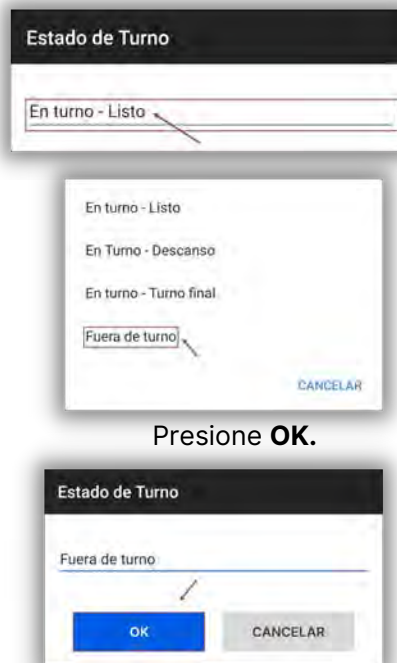 Estado de Turno
En turno - Listo
En turno - Listo
En Turno - Descanso
En turno - Turno final
Fuera de turno
CANCELAR
Presione OK.
Estado de Turno
Fuera de turno
OK CANCELAR